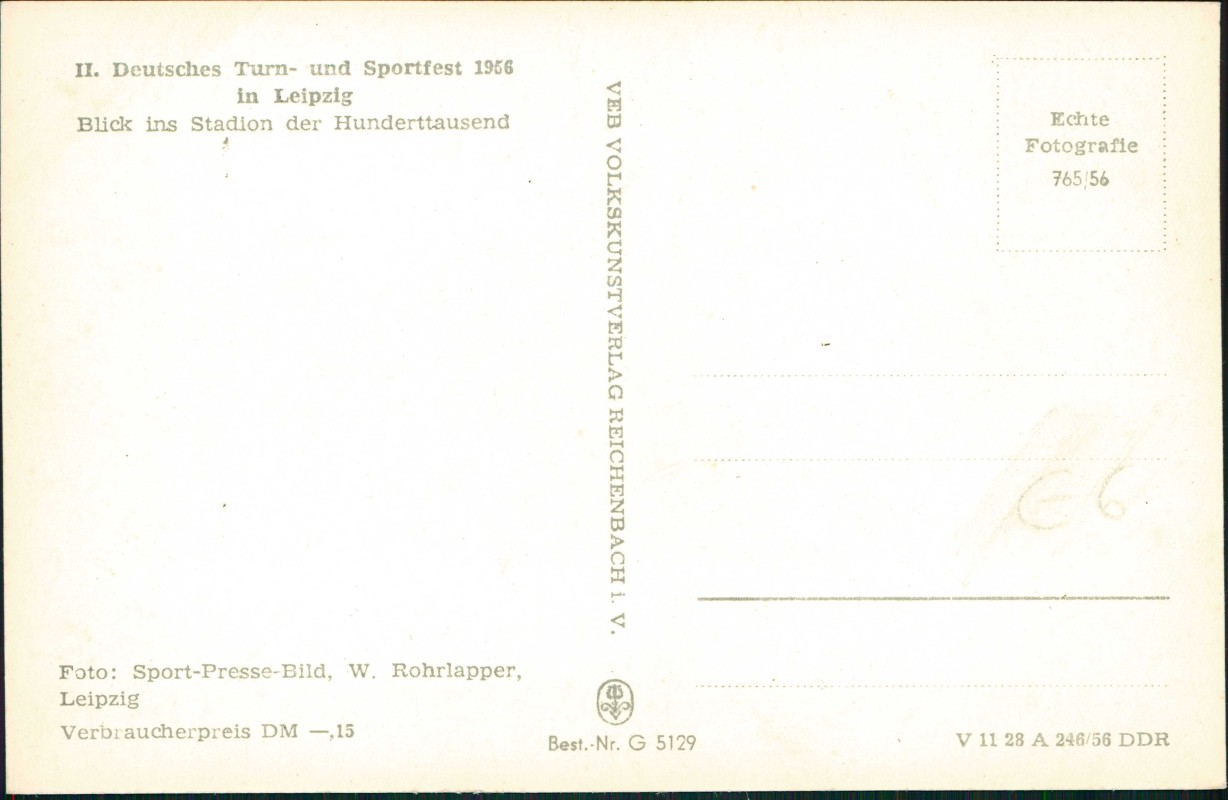 II. Deutsches Turn- und Sportfest 1956
in Leipzig
Blick ins Stadion der Hunderttausend
Foto: Sport-Presse-Bild, W. Rohrlapper,
Leipzig
Verbraucherpreis DM —,15
VEB VOLKSKUNSTVERLAG REICHENBACH i. V.
Best.-Nr. G 5129
Echte
Fotografie
765/56
€ 6
V 11 28 A 246/56 DDR